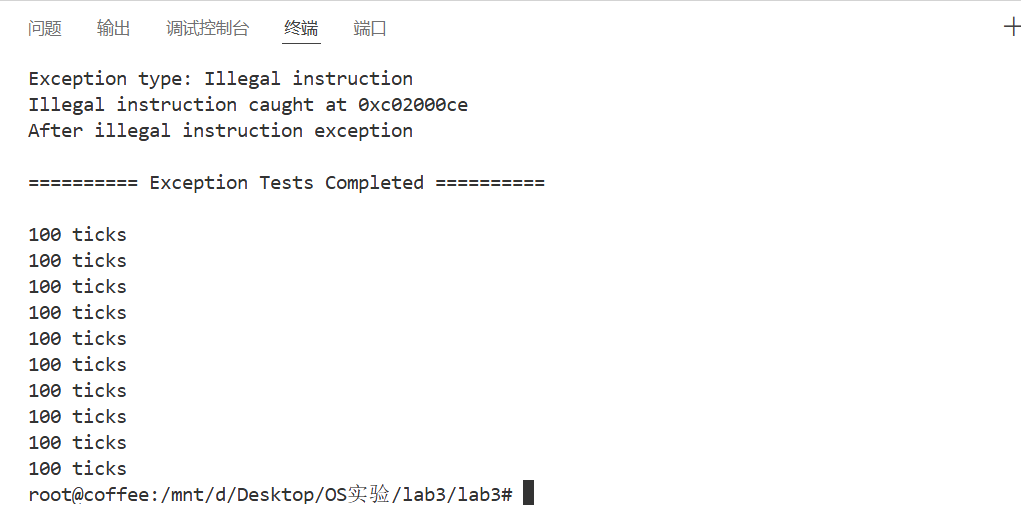 问题 输出 调试控制台 终端 端口
Exception type: Illegal instruction
Illegal instruction caught at 0xc02000ce
After illegal instruction exception
========== Exception Tests Completed ==========
100 ticks
100 ticks
100 ticks
100 ticks
100 ticks
100 ticks
100 ticks
100 ticks
100 ticks
100 ticks
root@coffee:/mnt/d/Desktop/OS实验/lab3/lab3#